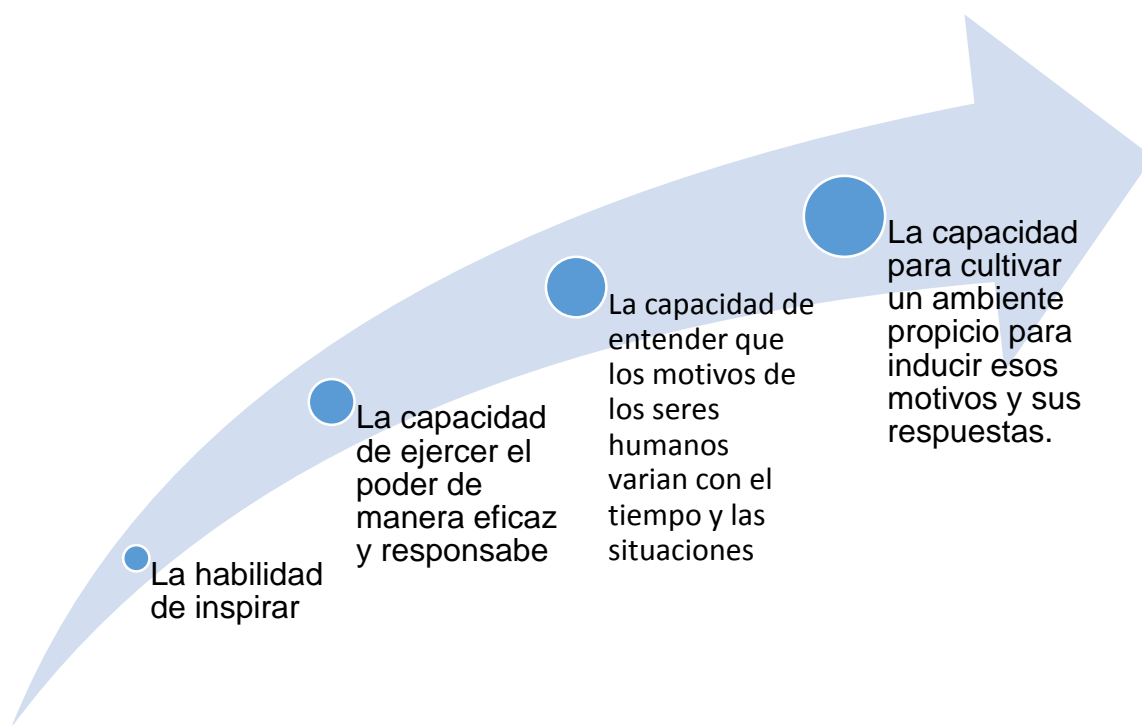 La habilidad
de inspirar
La capacidad
de ejercer el
poder de
manera eficaz
y responsabe
La capacidad de
entender que
los motivos de
los seres
humanos
varian con el
tiempo y las
situaciones
La capacidad
para cultivar
un ambiente
propicio para
inducir esos
motivos y sus
respuestas.